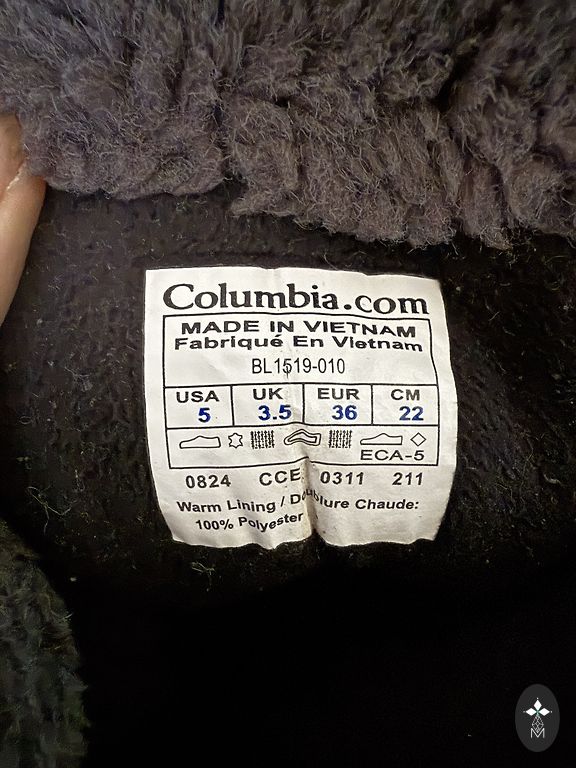 Columbia.com
MADE IN VIETNAM
Fabriqué En Vietnam
BL1519-010
USA UK EUR CM
5 3.5 36 22
ECA-5
0824 CCE 0311 211
Warm Lining / Doublure Chaude:
100% Polyester
M